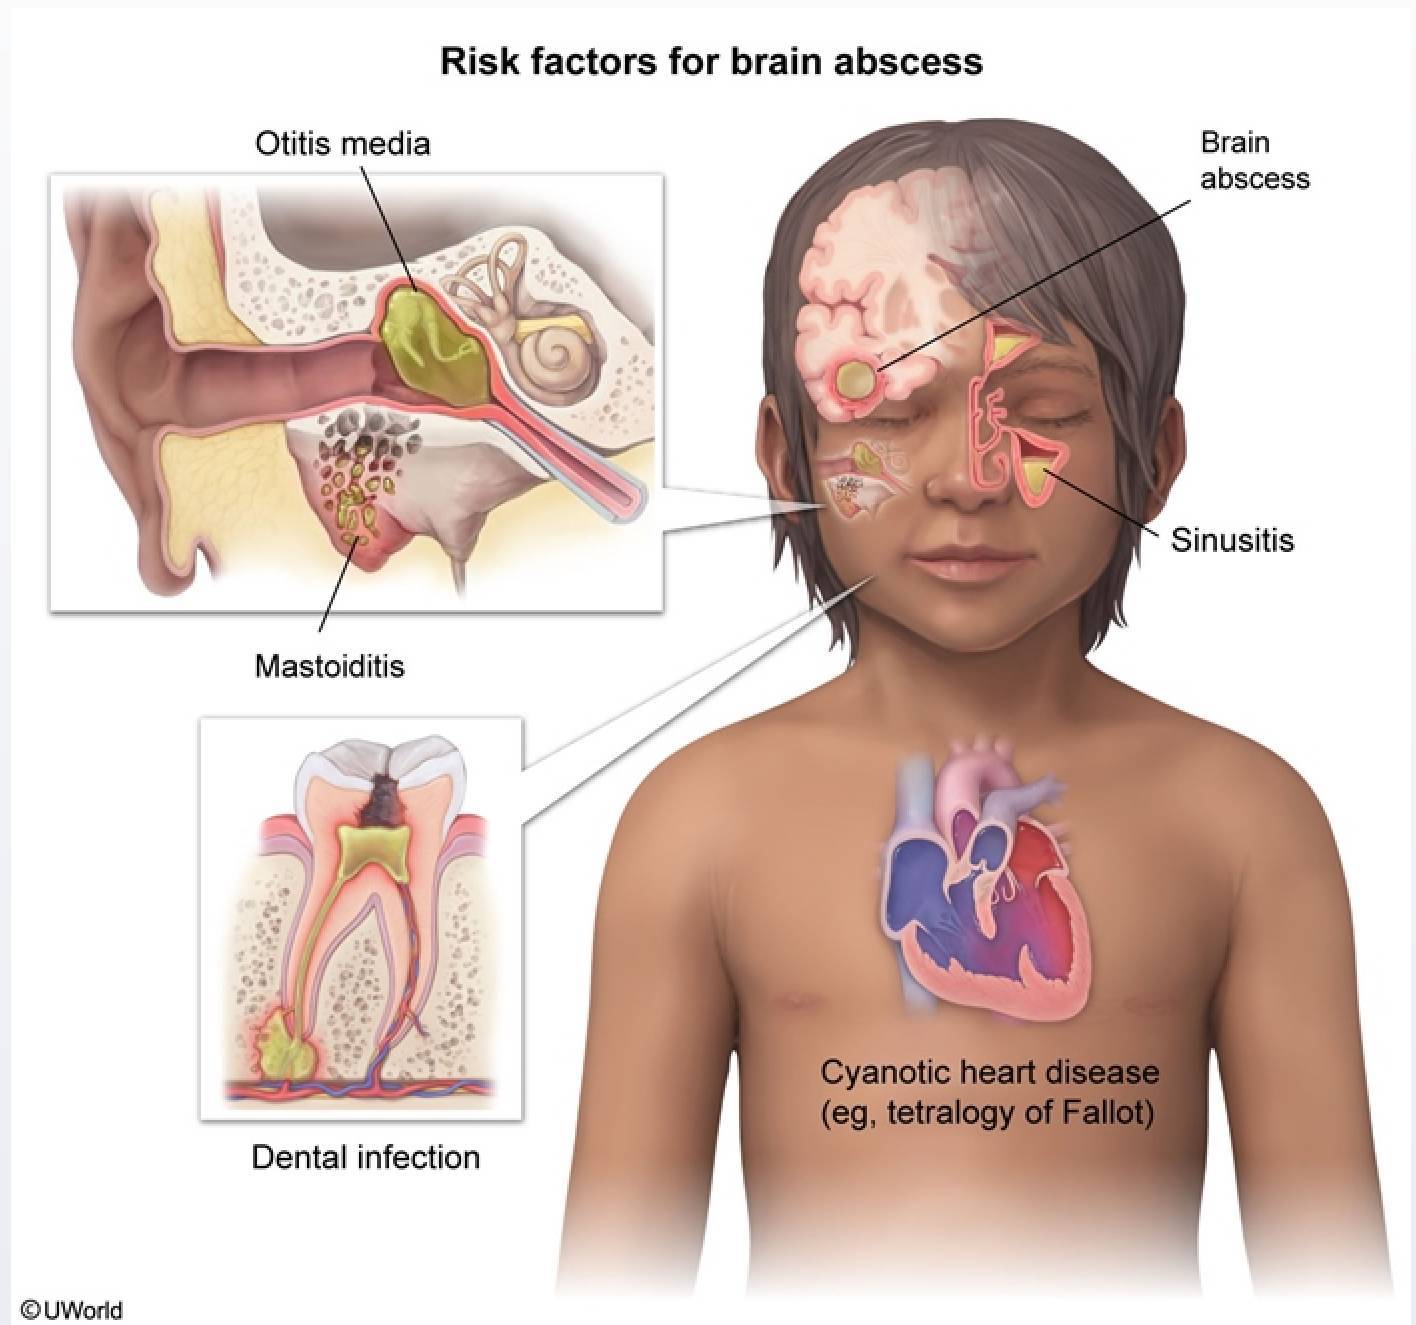 Risk factors for brain abscess
Otitis media
Brain
abscess
Sinusitis
Mastoiditis
Cyanotic heart disease
(eg, tetralogy of Fallot)
Dental infection
©UWorld